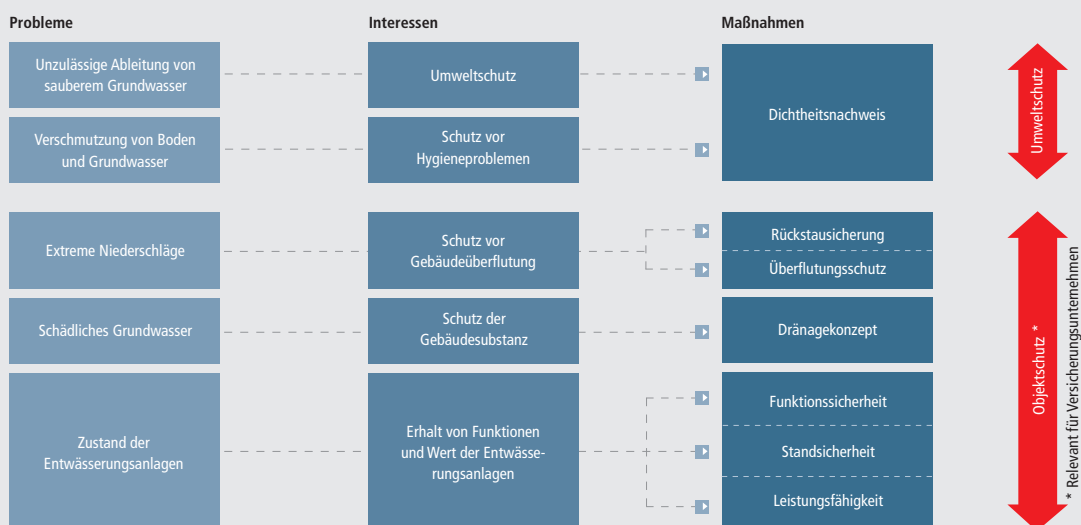 Probleme
Interessen
Maßnahmen
Unzulässige Ableitung von
sauberem Grundwasser
Umweltschutz
Dichtheitsnachweis
Verschmutzung von Boden
und Grundwasser
Schutz vor
Hygieneproblemen
Umweltschutz
Extreme Niederschläge
Schutz vor
Gebäudeüberflutung
Rückstausicherung
Überflutungsschutz
Schädliches Grundwasser
Schutz der
Gebäudesubstanz
Dränagekonzept
Zustand der
Entwässerungsanlagen
Erhalt von Funktionen
und Wert der Entwässe-
rungsanlagen
Funktionssicherheit
Standsicherheit
Leistungsfähigkeit
Objektschutz *
* Relevant für Versicherungsunternehmen